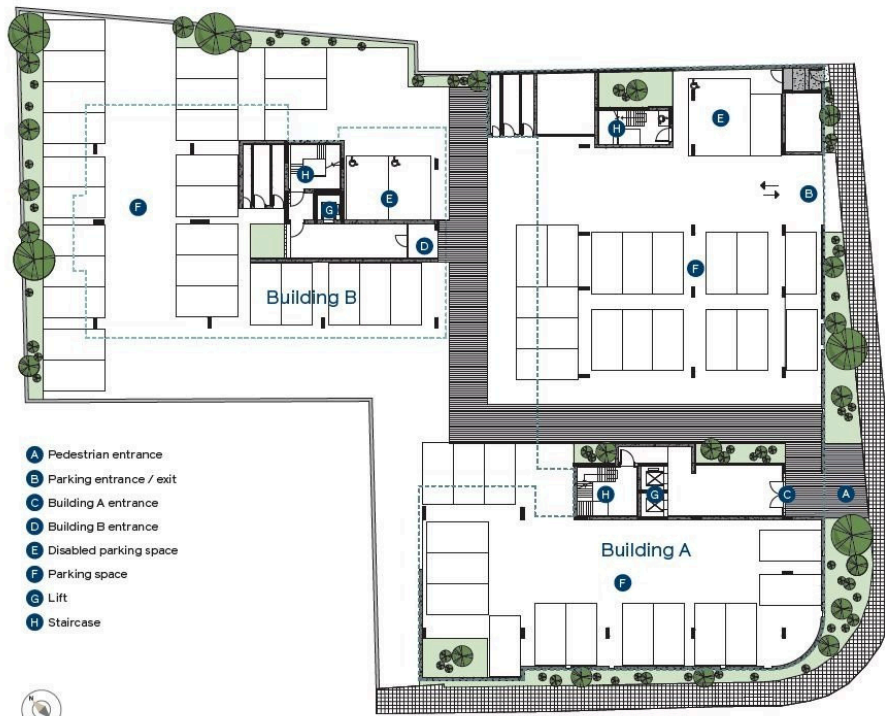 H
E
B
F
H
E
G
D
F
Building B
A Pedestrian entrance
B Parking entrance / exit
C Building A entrance
D Building B entrance
E Disabled parking space
F Parking space
G Lift
H Staircase
H
G
C
A
Building A
F
N